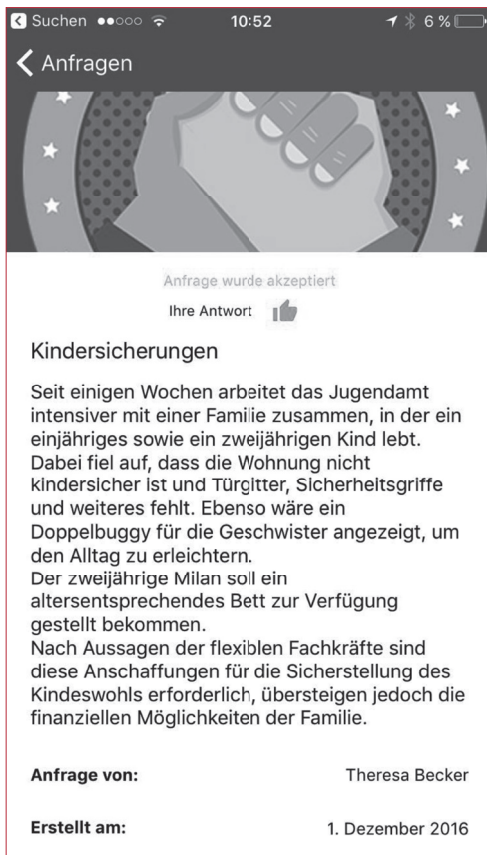 Suchen 10:52 6 %
Anfragen
Anfrage wurde akzeptiert
Ihre Antwort
Kindersicherungen
Seit einigen Wochen arbeitet das Jugendamt
intensiver mit einer Familie zusammen, in der ein
einjähriges sowie ein zweijährigen Kind lebt.
Dabei fiel auf, dass die Wohnung nicht
kindersicher ist und Türgitter, Sicherheitsgriffe
und weiteres fehlt. Ebenso wäre ein
Doppelbuggy für die Geschwister angezeigt, um
den Alltag zu erleichtern.
Der zweijährige Milan soll ein
altersentsprechendes Bett zur Verfügung
gestellt bekommen.
Nach Aussagen der flexiblen Fachkräfte sind
diese Anschaffungen für die Sicherstellung des
Kindeswohls erforderlich, übersteigen jedoch die
finanziellen Möglichkeiten der Familie.
Anfrage von: Theresa Becker
Erstellt am: 1. Dezember 2016